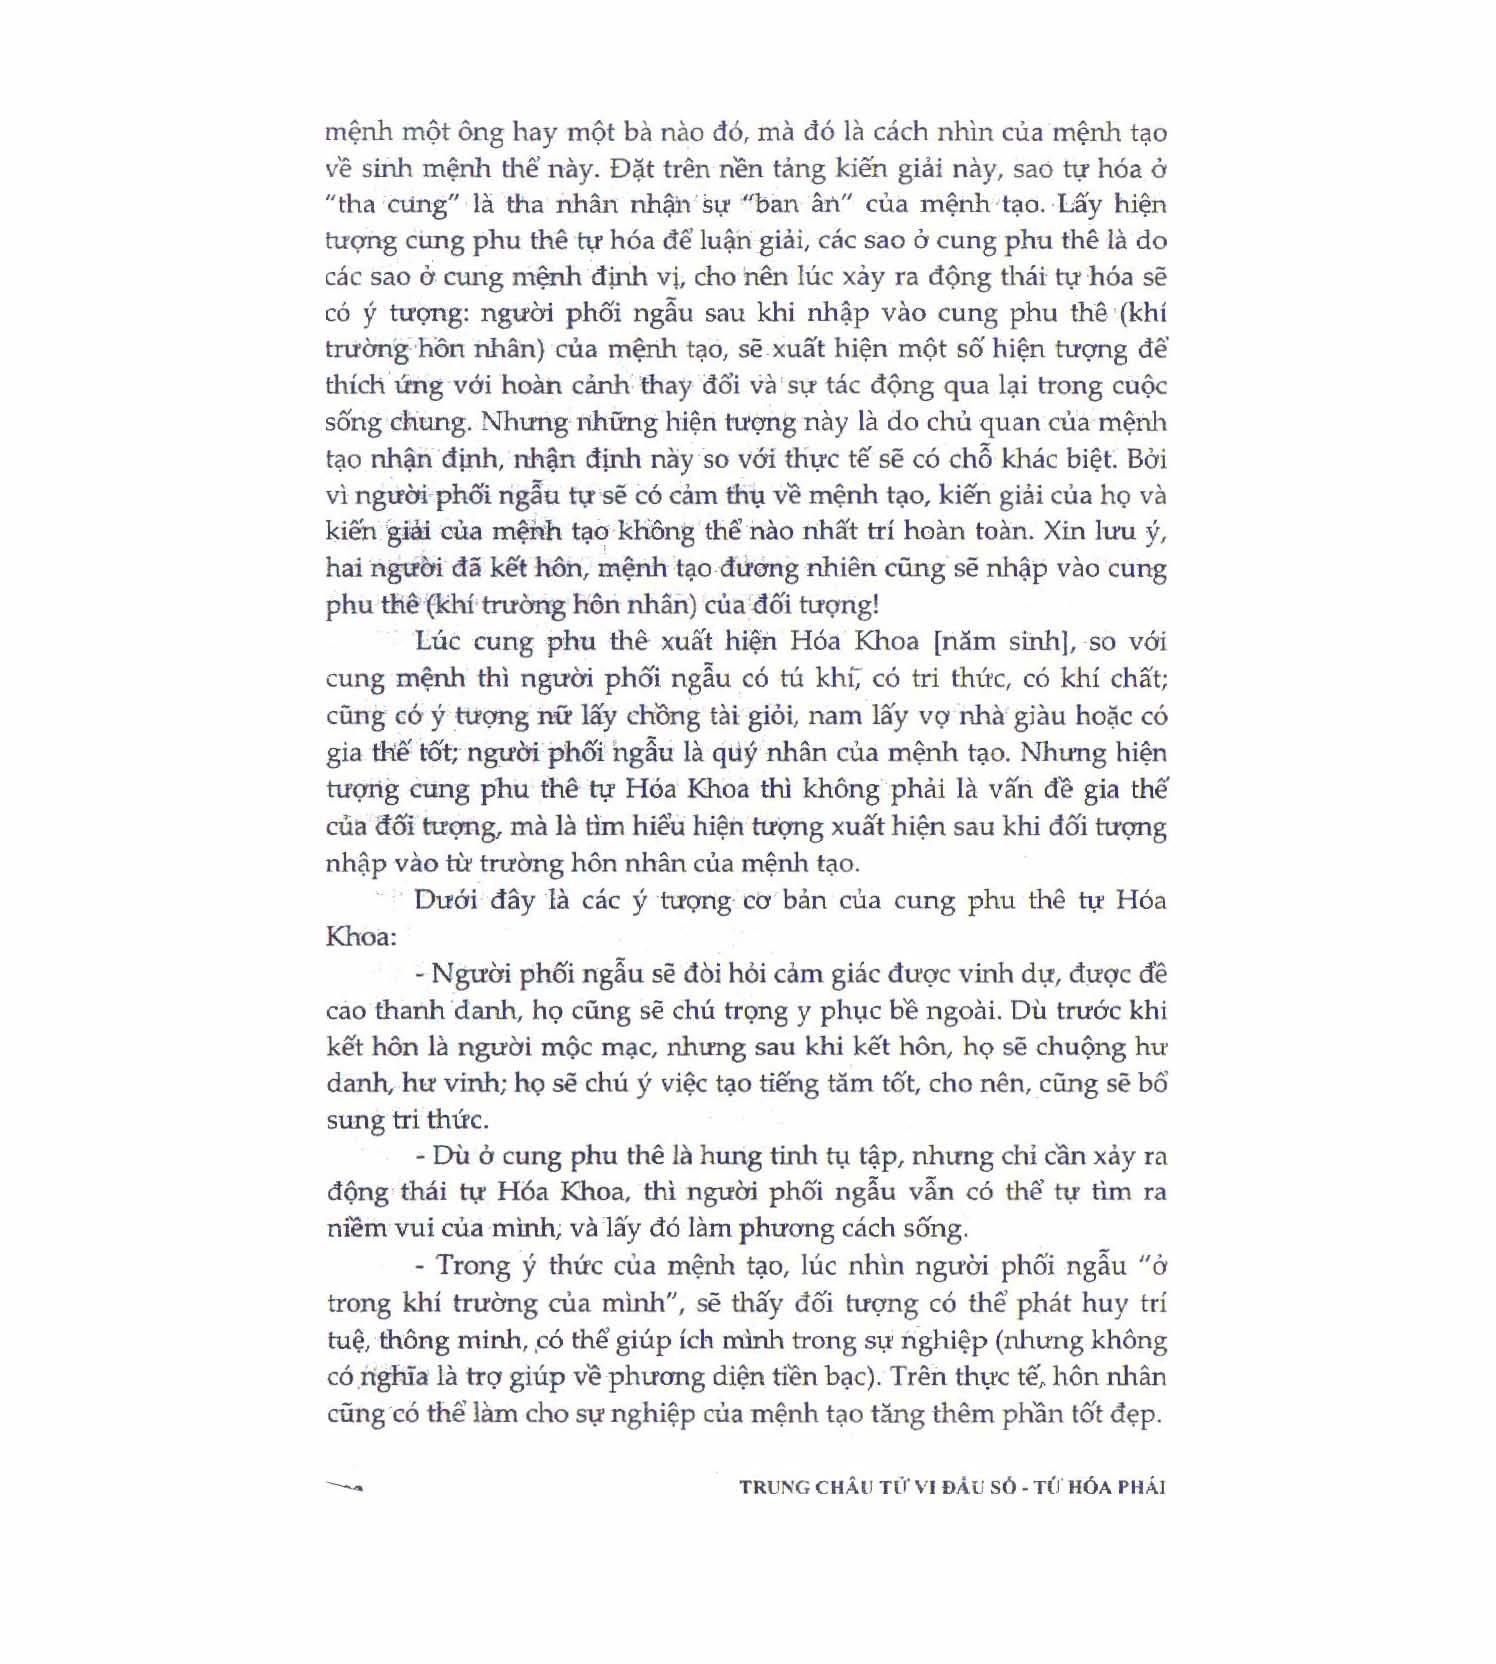 mệnh một ông hay một bà nào đó, mà đó là cách nhìn của mệnh tạo
về sinh mệnh thể này. Đặt trên nền tảng kiến giải này, sao tự hóa ở
"tha cung" là tha nhân nhận sự "ban ân" của mệnh tạo. Lấy hiện
tượng cung phu thê tự hóa để luận giải, các sao ở cung phu thê là do
các sao ở cung mệnh định vị, cho nên lúc xảy ra động thái tự hóa sẽ
có ý tượng: người phối ngẫu sau khi nhập vào cung phu thê (khí
trường hôn nhân) của mệnh tạo, sẽ xuất hiện một số hiện tượng để
thích ứng với hoàn cảnh thay đổi và sự tác động qua lại trong cuộc
sống chung. Nhưng những hiện tượng này là do chủ quan của mệnh
tạo nhận định, nhận định này so với thực tế sẽ có chỗ khác biệt. Bởi
vì người phối ngẫu tự sẽ có cảm thụ về mệnh tạo, kiến giải của họ và
kiến giải của mệnh tạo không thể nào nhất trí hoàn toàn. Xin lưu ý,
hai người đã kết hôn, mệnh tạo đương nhiên cũng sẽ nhập vào cung
phu thê (khí trường hôn nhân) của đối tượng!
Lúc cung phu thê xuất hiện Hóa Khoa [năm sinh], so với
cung mệnh thì người phối ngẫu có tú khí, có tri thức, có khí chất;
cũng có ý tượng nữ lấy chồng tài giỏi, nam lấy vợ nhà giàu hoặc có
gia thế tốt; người phối ngẫu là quý nhân của mệnh tạo. Nhưng hiện
tượng cung phu thê tự Hóa Khoa thì không phải là vấn đề gia thế
của đối tượng, mà là tìm hiểu hiện tượng xuất hiện sau khi đối tượng
nhập vào từ trường hôn nhân của mệnh tạo.
Dưới đây là các ý tượng cơ bản của cung phu thê tự Hóa
Khoa:
- Người phối ngẫu sẽ đòi hỏi cảm giác được vinh dự, được đề
cao thanh danh, họ cũng sẽ chú trọng y phục bề ngoài. Dù trước khi
kết hôn là người mộc mạc, nhưng sau khi kết hôn, họ sẽ chuộng hư
danh, hư vinh; họ sẽ chú ý việc tạo tiếng tăm tốt, cho nên, cũng sẽ bổ
sung tri thức.
- Dù ở cung phu thê là hung tinh tụ tập, nhưng chỉ cần xảy ra
động thái tự Hóa Khoa, thì người phối ngẫu vẫn có thể tự tìm ra
niềm vui của mình, và lấy đó làm phương cách sống.
- Trong ý thức của mệnh tạo, lúc nhìn người phối ngẫu "ở
trong khí trường của mình", sẽ thấy đối tượng có thể phát huy trí
tuệ, thông minh, có thể giúp ích mình trong sự nghiệp (nhưng không
có nghĩa là trợ giúp về phương diện tiền bạc). Trên thực tế, hôn nhân
cũng có thể làm cho sự nghiệp của mệnh tạo tăng thêm phần tốt đẹp.
TRUNG CHÂU TỬ VI ĐẨU SỐ - TỨ HÓA PHÁI